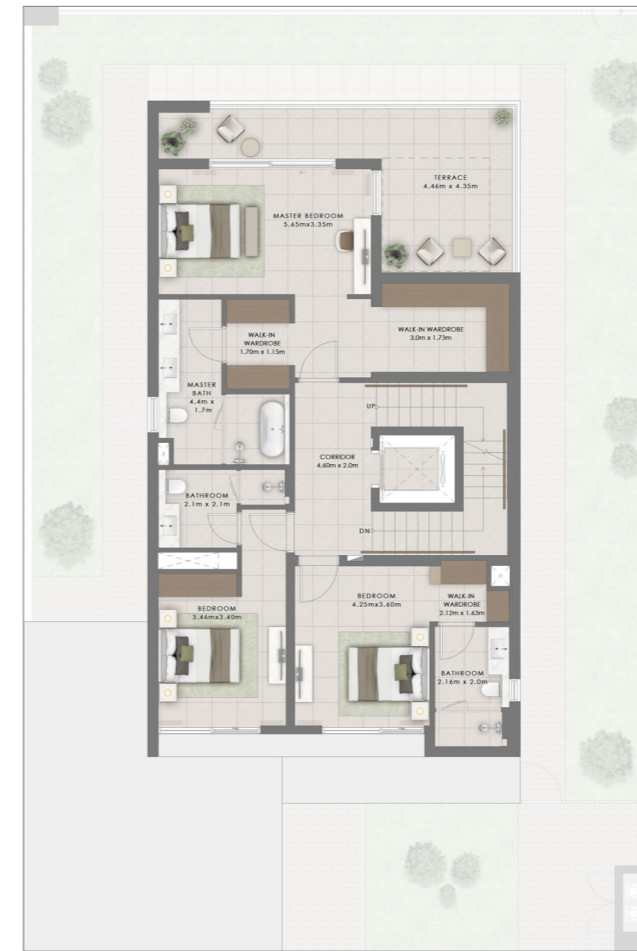 TERRACE
4.46m x 4.35m
MASTER BEDROOM
5.65mx3.35m
WALK-IN
WARDROBE
1.70m x 1.15m
WALK-IN WARDROBE
3.0m x 1.73m
MASTER
BATH
4.4m x
1.7m
UP
CORRIDOR
4.60m x 2.0m
BATHROOM
2.1m x 2.1m
DN
BEDROOM
3.46mx3.40m
BEDROOM
4.25mx3.60m
WALK-IN
WARDROBE
2.12m x 1.63m
BATHROOM
2.16m x 2.0m